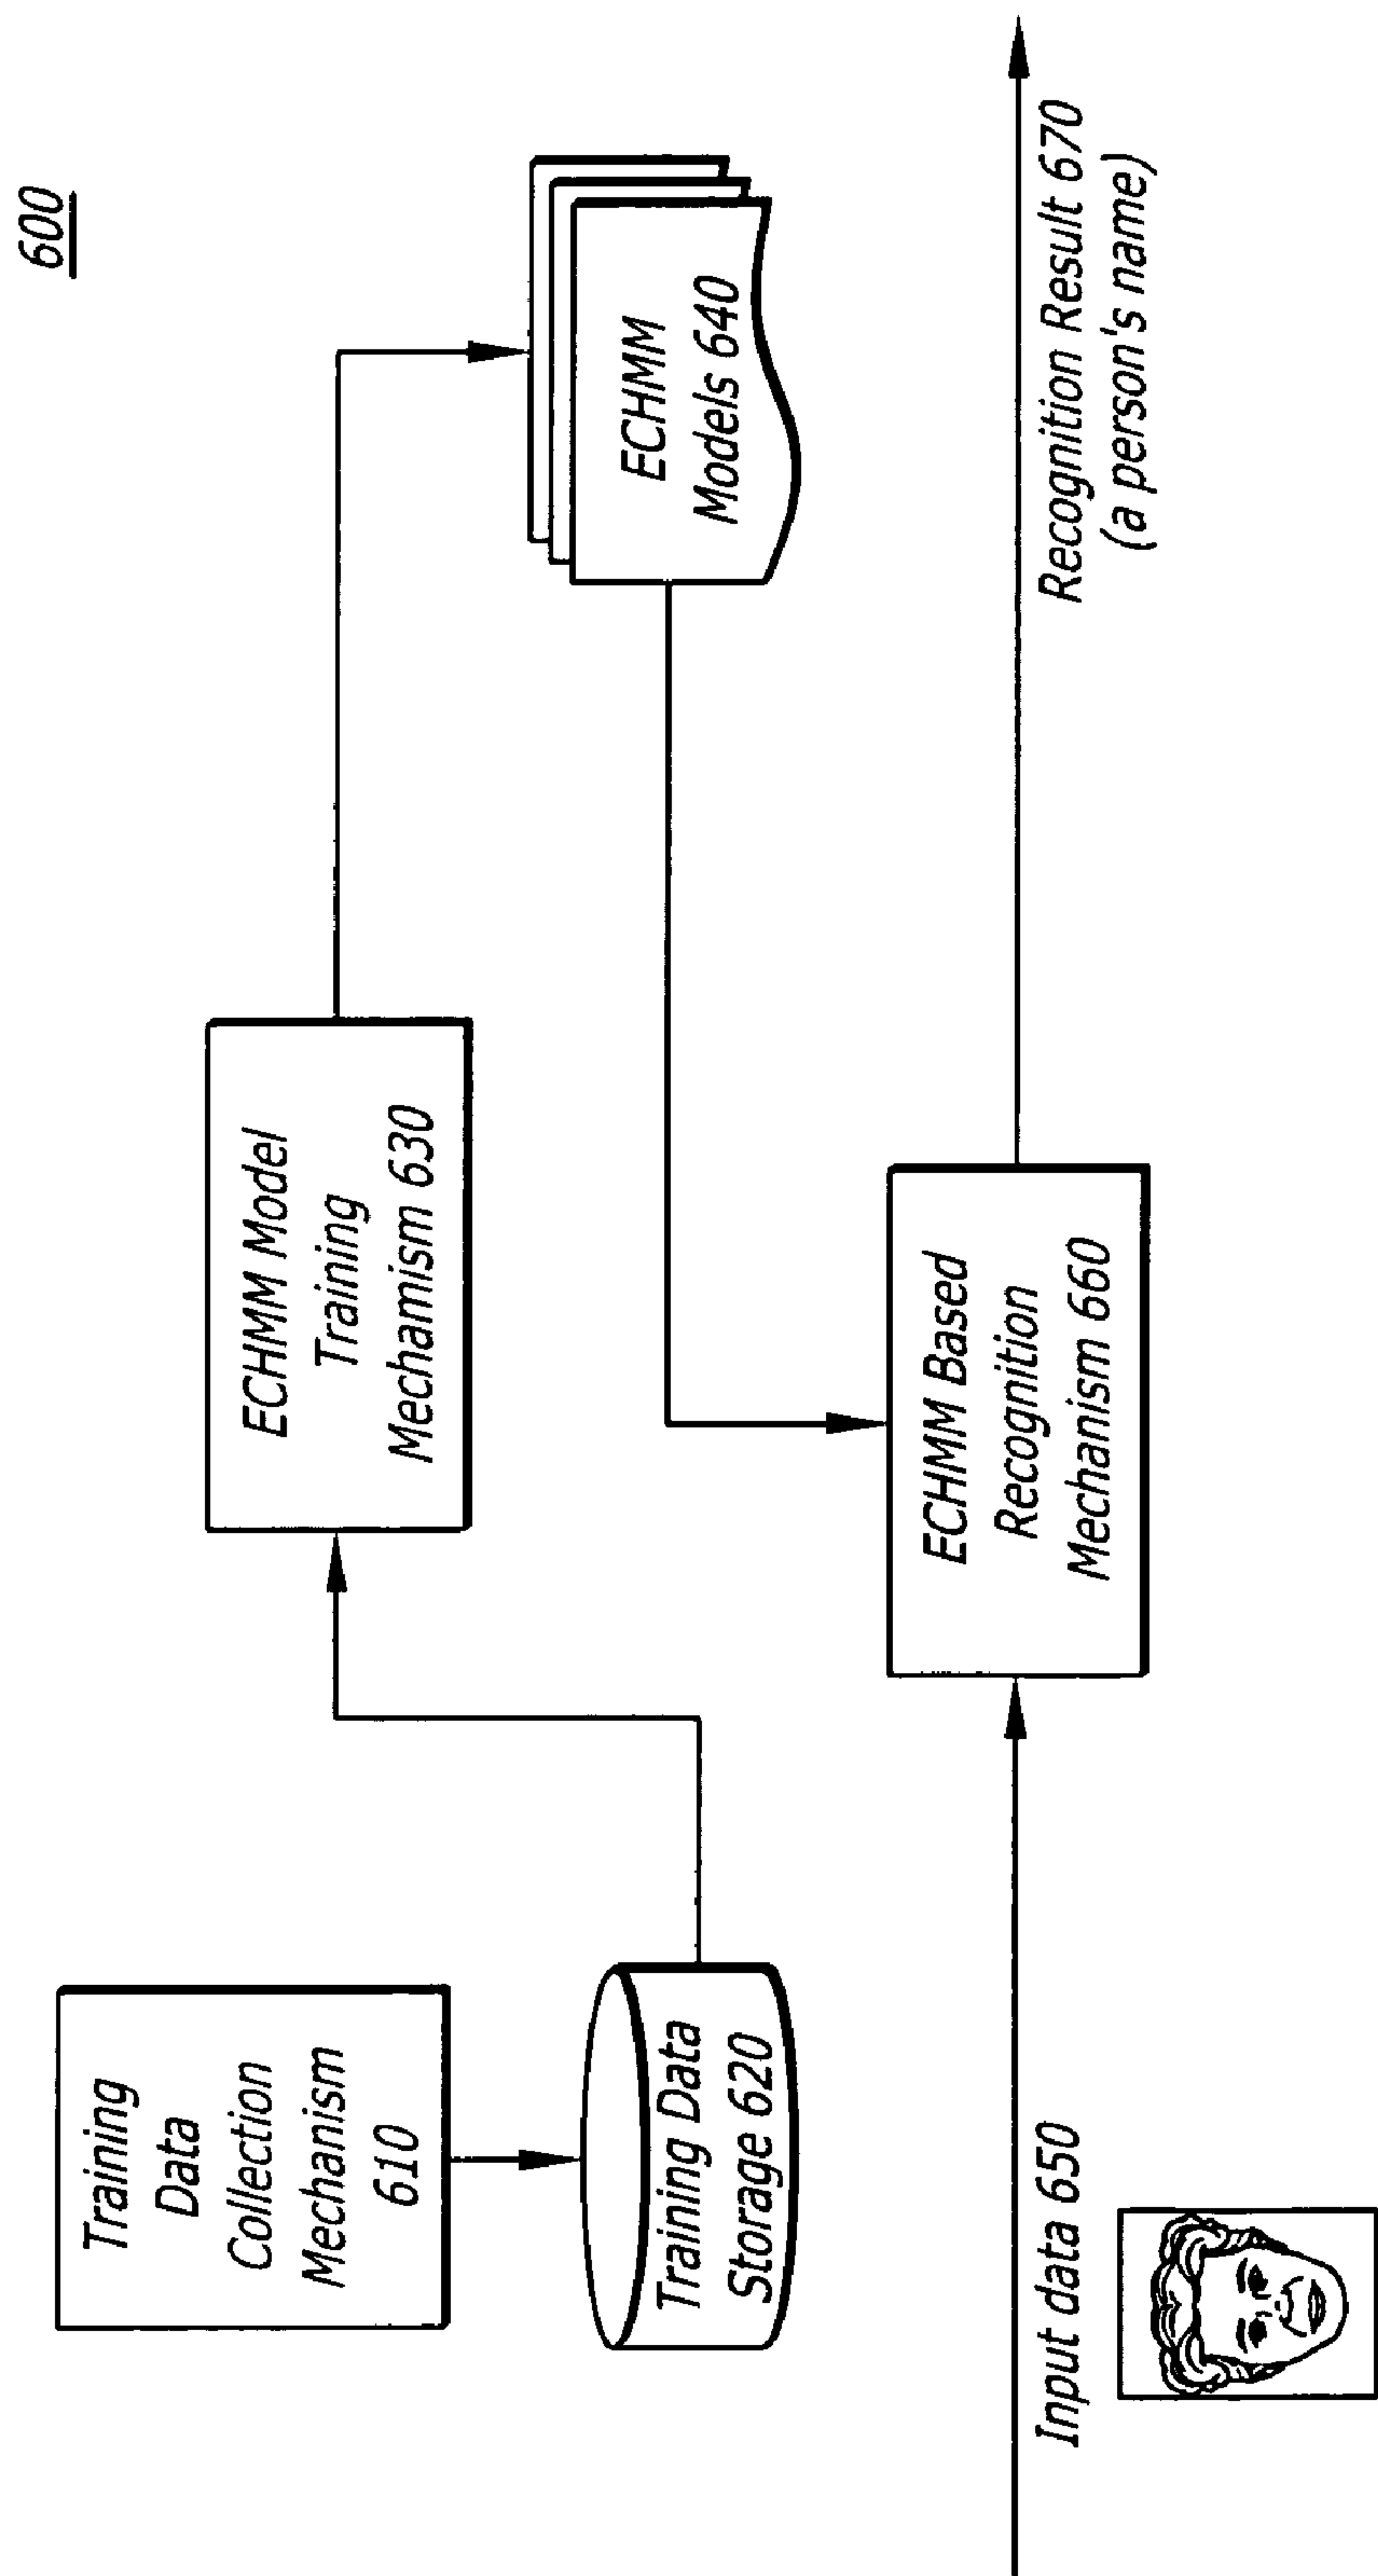 600
Training
Data
Collection
Mechanism
610
Training Data
Storage 620
ECHMM Model
Training
Mechamism 630
ECHMM
Models 640
Input data 650
ECHMM Based
Recognition
Mechanism 660
Recognition Result 670
(a person's name)